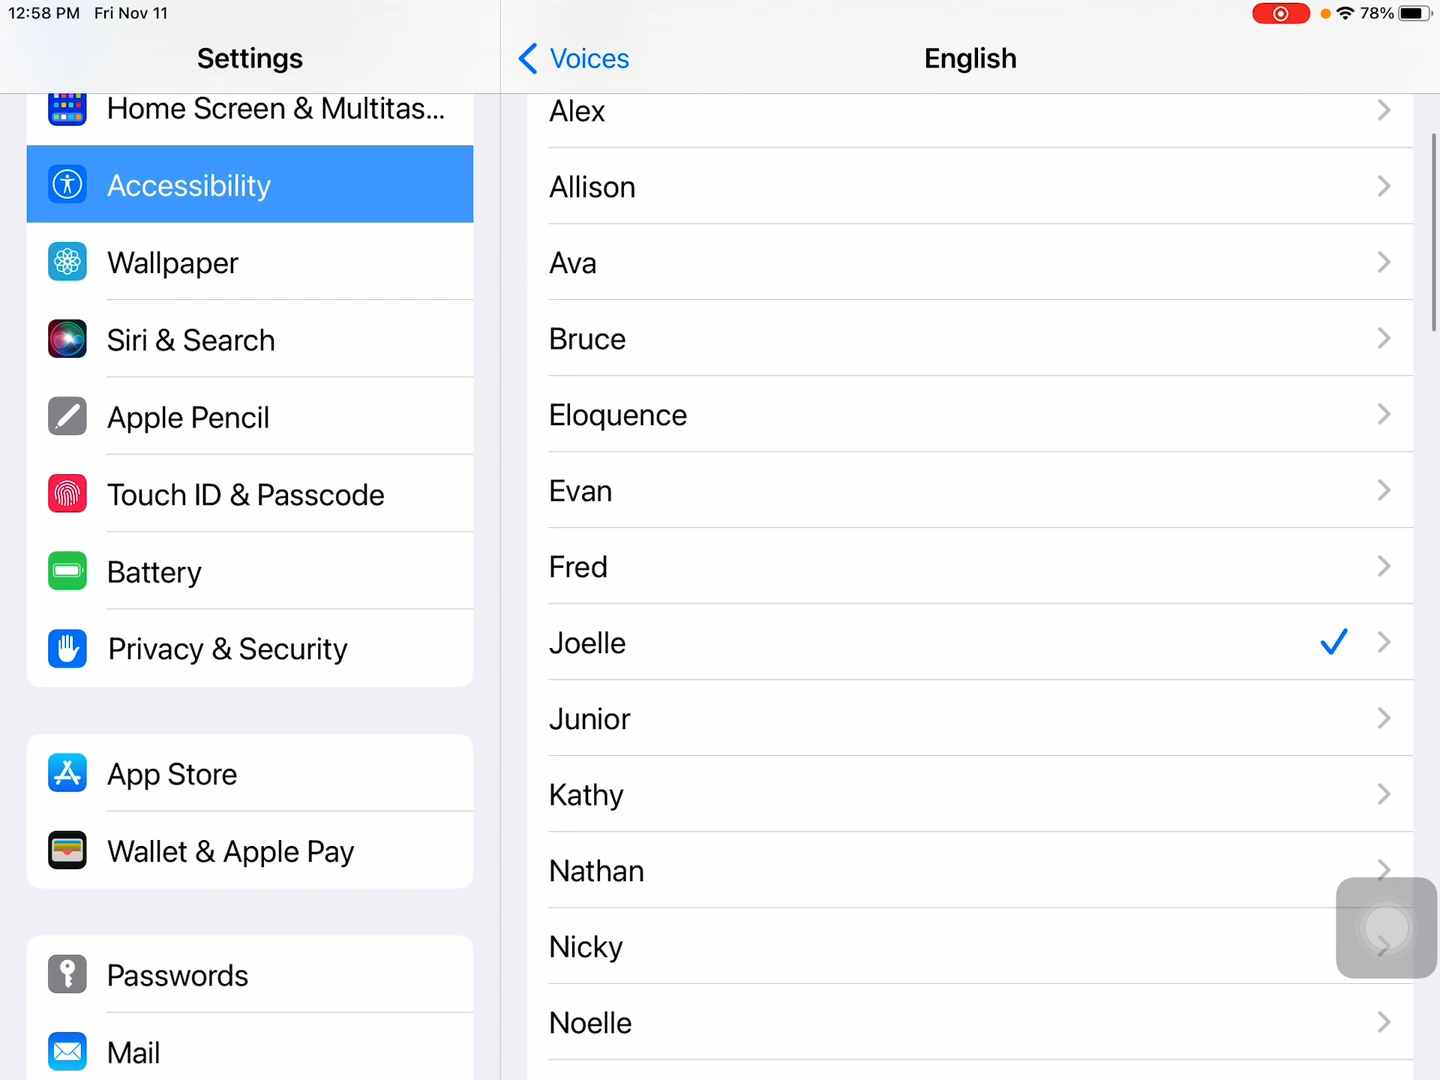 12:58 PM Fri Nov 11
78%
Settings
Home Screen & Multitas...
Accessibility
Wallpaper
Siri & Search
Apple Pencil
Touch ID & Passcode
Battery
Privacy & Security
App Store
Wallet & Apple Pay
Passwords
Mail
Voices
English
Alex
Allison
Ava
Bruce
Eloquence
Evan
Fred
Joelle
Junior
Kathy
Nathan
Nicky
Noelle